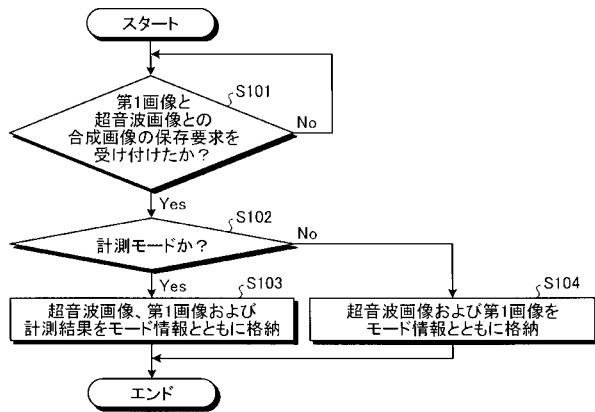 スタート
S101
第1画像と
超音波画像との
合成画像の保存要求を
受け付けたか？
No
Yes
S102
計測モードか？
No
Yes
S103
超音波画像、第1画像および
計測結果をモード情報とともに格納
S104
超音波画像および第1画像を
モード情報とともに格納
エンド